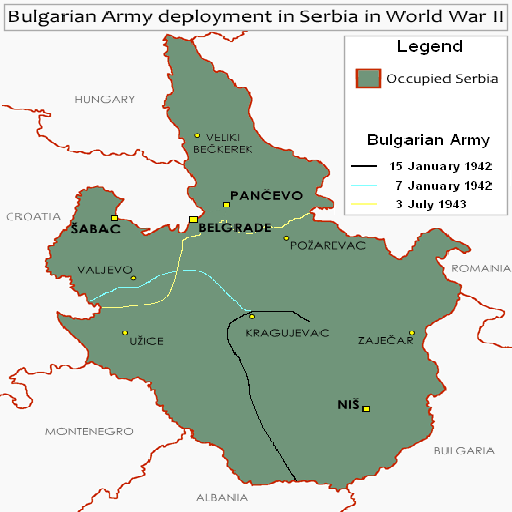 Bulgarian Army deployment in Serbia in World War II
Legend
Occupied Serbia
Bulgarian Army
15 January 1942
7 January 1942
3 July 1943
HUNGARY
VELIKI
BEČKEREK
PANČEVO
CROATIA
ŠABAC
BELGRADE
POŽAREVAC
VALJEVO
ROMANIA
KRAGUJEVAC
UŽICE
ZAJEČAR
NIŠ
MONTENEGRO
BULGARIA
ALBANIA